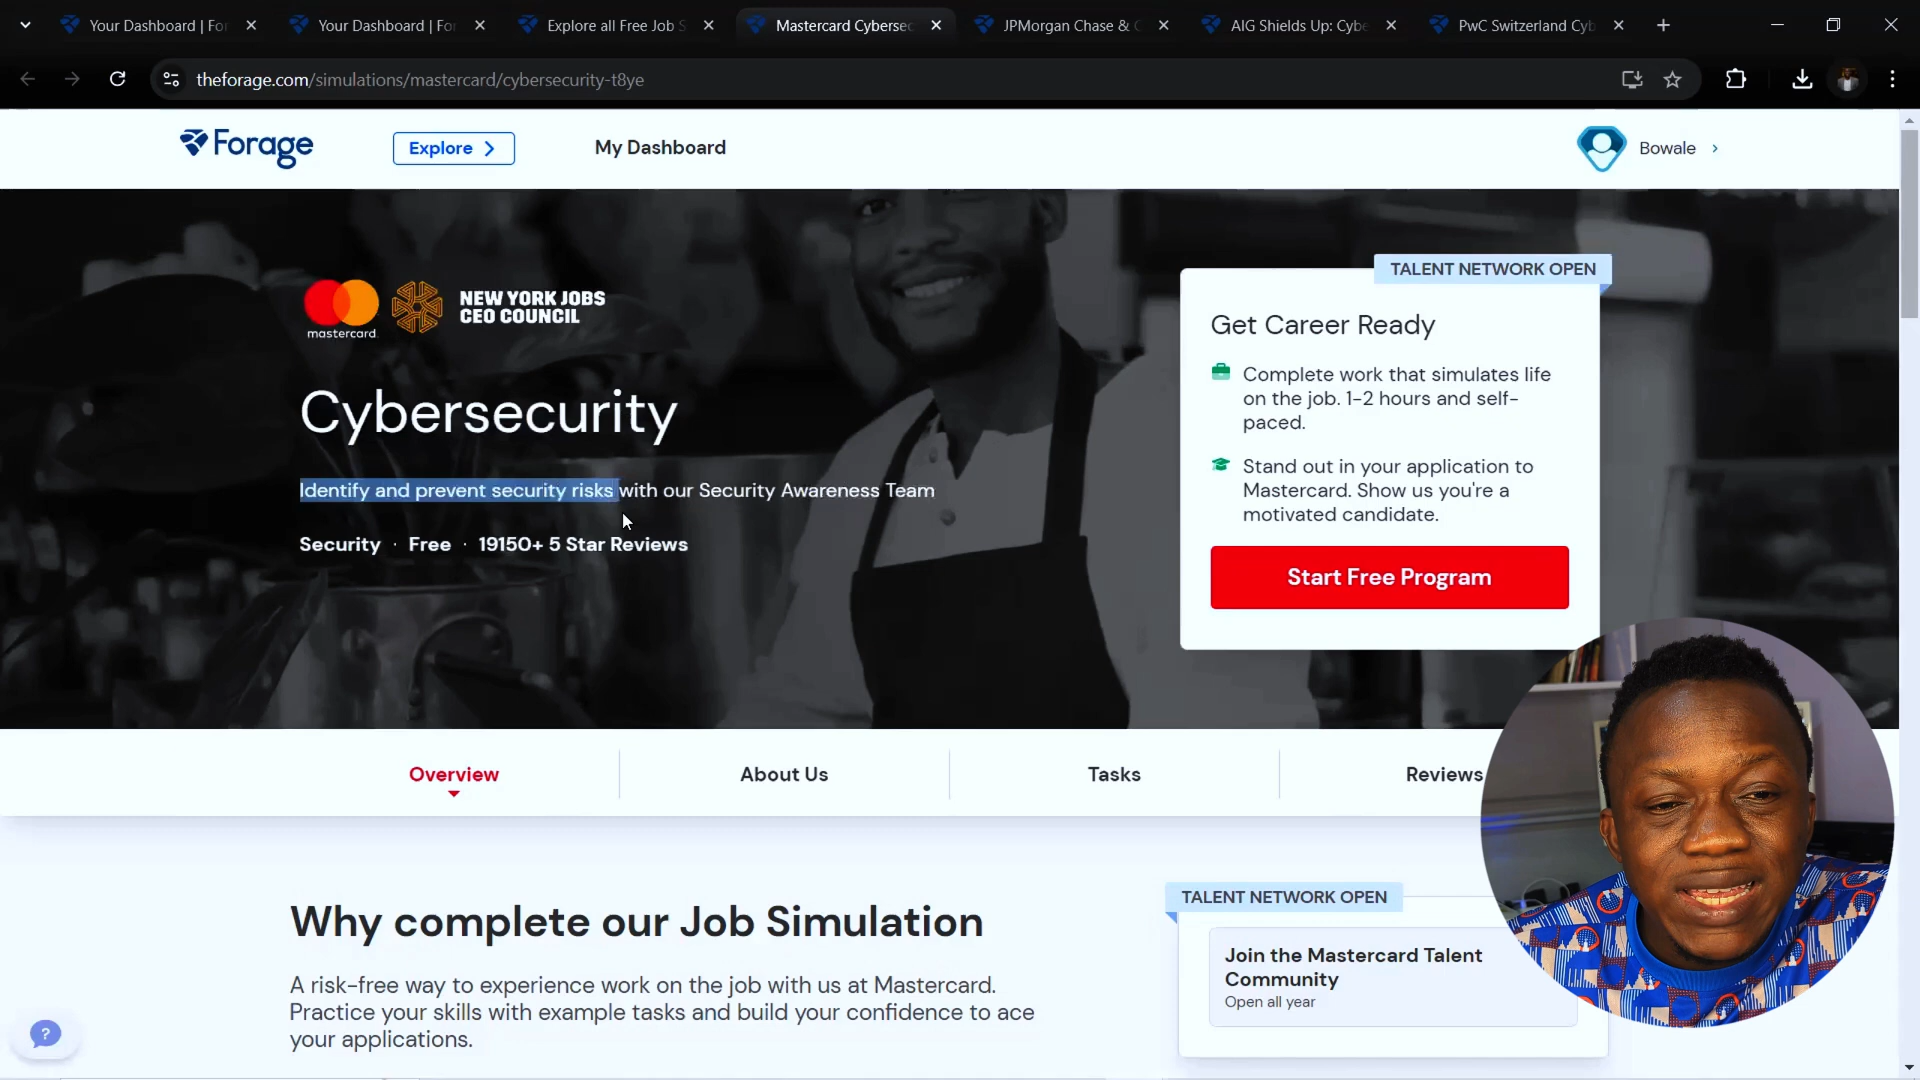 Your Dashboard | For
Your Dashboard | For
Explore all Free Job S
Mastercard Cybersec
JPMorgan Chase & C
AIG Shields Up: Cybe
PwC Switzerland Cyb
theforage.com/simulations/mastercard/cybersecurity-t8ye
Forage
Explore
My Dashboard
Bowale
mastercard
NEW YORK JOBS
CEO COUNCIL
Cybersecurity
Identify and prevent security risks with our Security Awareness Team
Security · Free · 19150+ 5 Star Reviews
TALENT NETWORK OPEN
Get Career Ready
Complete work that simulates life
on the job. 1-2 hours and self-
paced.
Stand out in your application to
Mastercard. Show us you're a
motivated candidate.
Start Free Program
Overview
About Us
Tasks
Reviews
Why complete our Job Simulation
A risk-free way to experience work on the job with us at Mastercard.
Practice your skills with example tasks and build your confidence to ace
your applications.
TALENT NETWORK OPEN
Join the Mastercard Talent
Community
Open all year
?